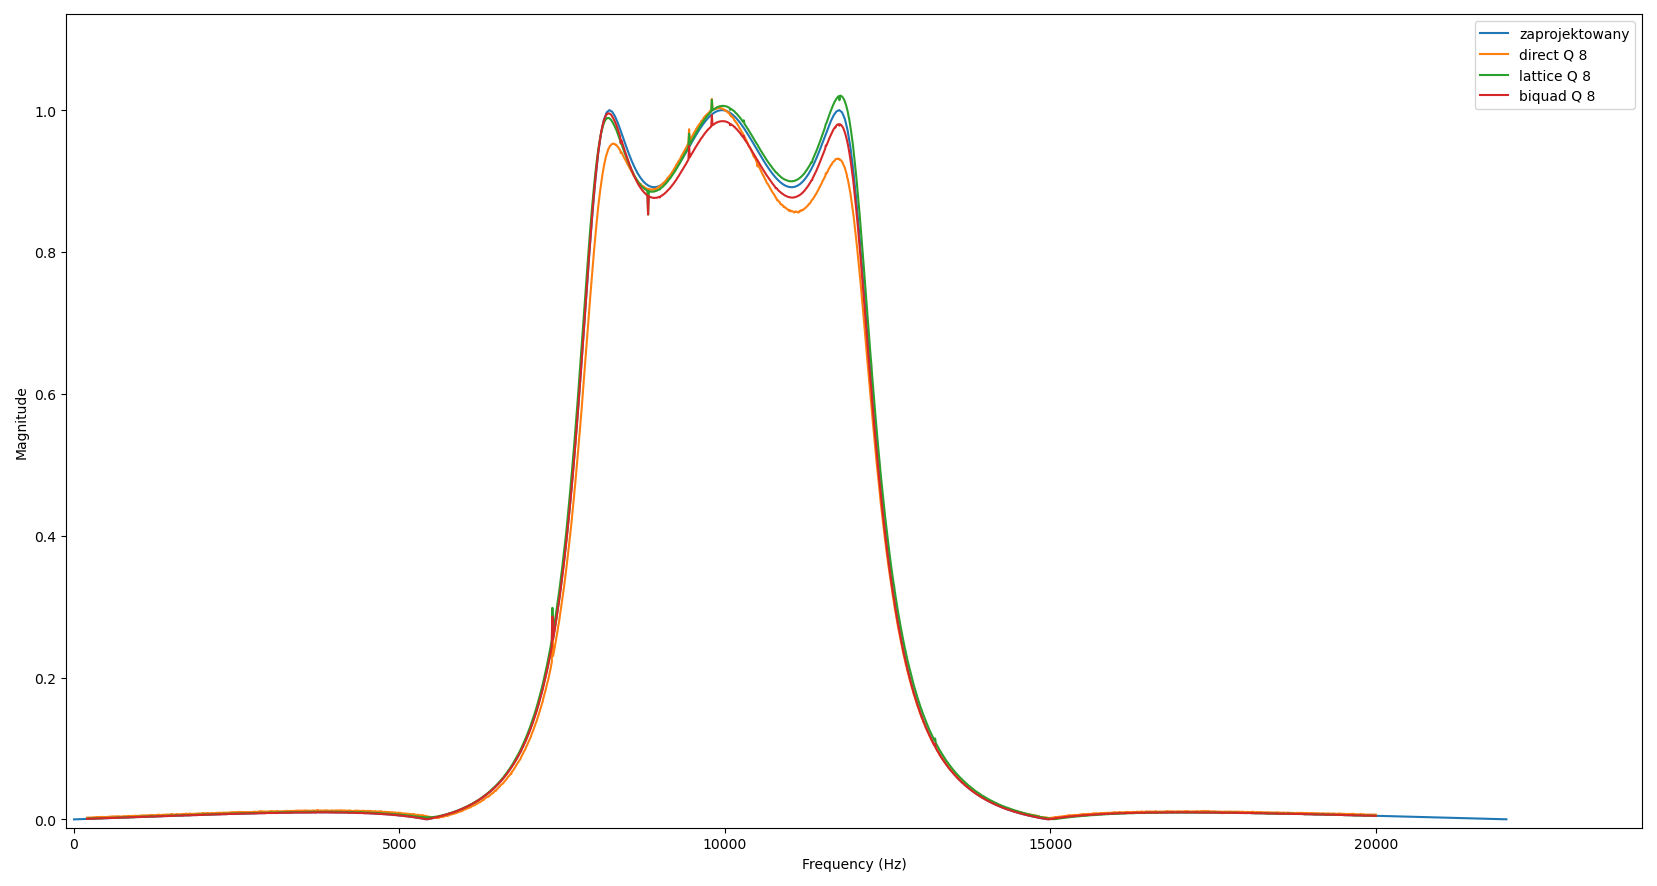 zaprojektowany
direct Q 8
lattice Q 8
biquad Q 8
1.0
0.8
0.6
0.4
0.2
0.0
Magnitude
0 5000 10000 15000 20000
Frequency (Hz)